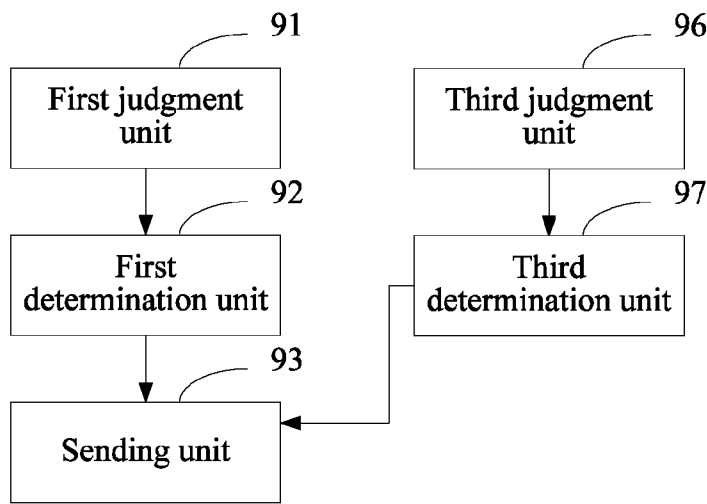 91
First judgment
unit
96
Third judgment
unit
92
First
determination unit
97
Third
determination unit
93
Sending unit